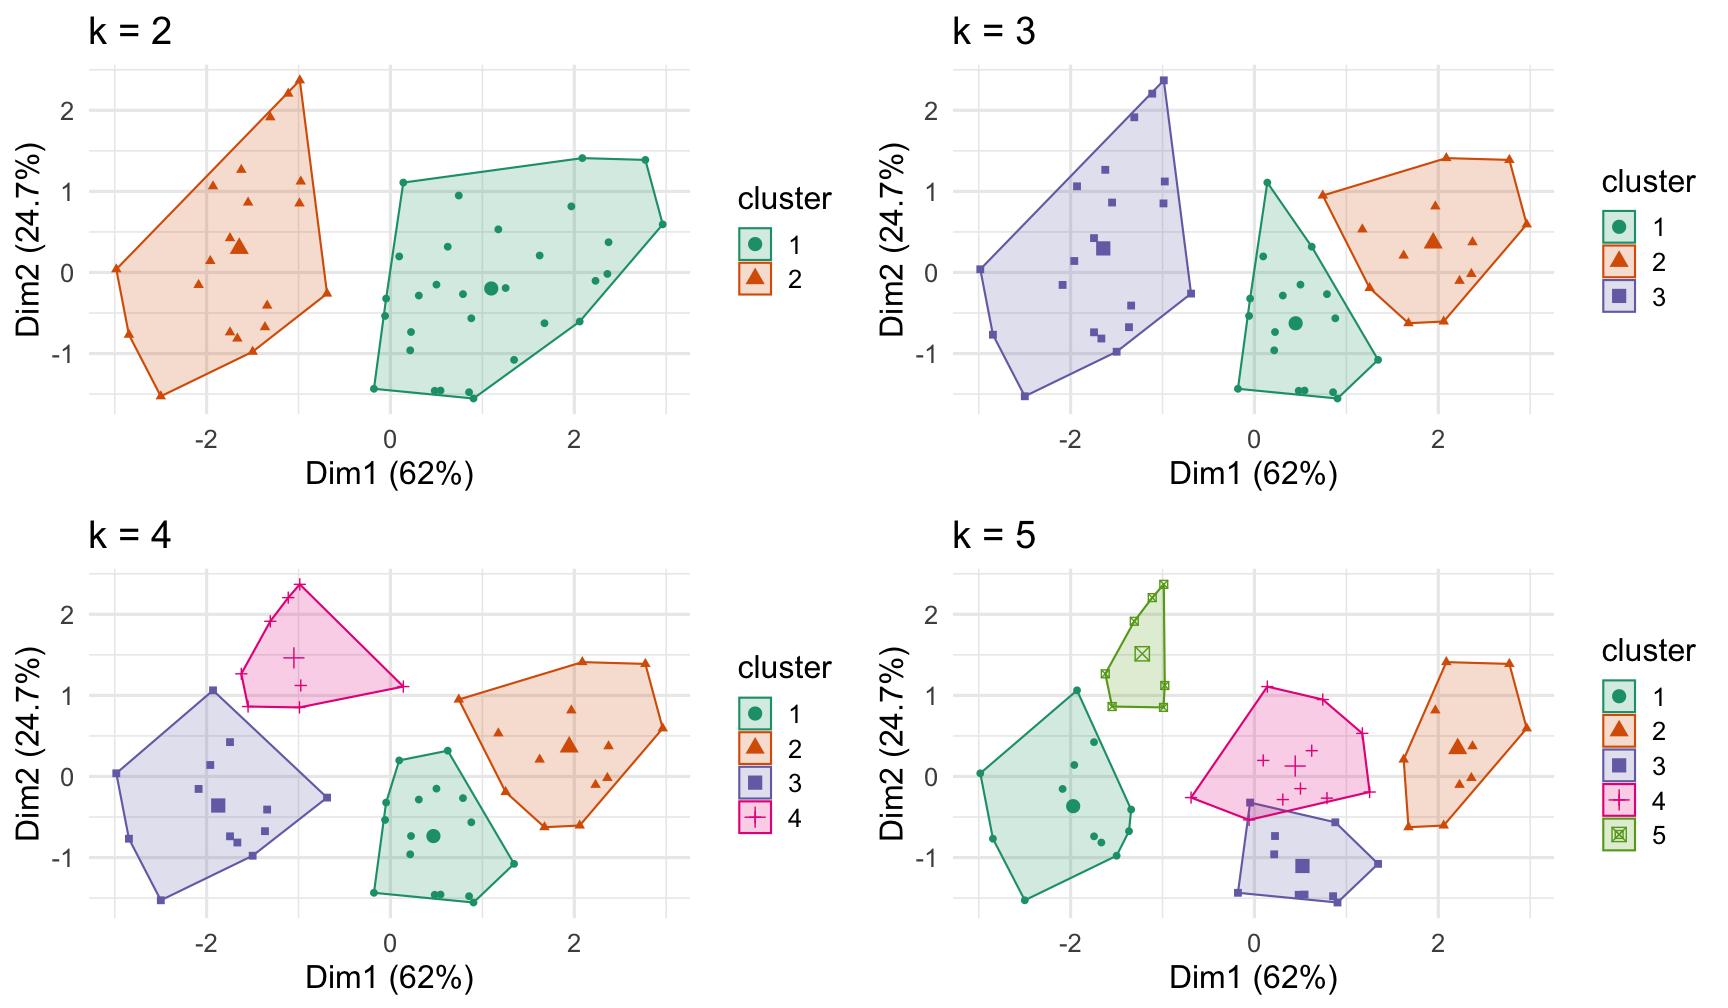 k = 2
2
1
0
-1
Dim2 (24.7%)
-2
0
2
Dim1 (62%)
cluster
1
2
k = 3
2
1
0
-1
Dim2 (24.7%)
-2
0
2
Dim1 (62%)
cluster
1
2
3
k = 4
2
1
0
-1
Dim2 (24.7%)
-2
0
2
Dim1 (62%)
cluster
1
2
3
4
k = 5
2
1
0
-1
Dim2 (24.7%)
-2
0
2
Dim1 (62%)
cluster
1
2
3
4
5